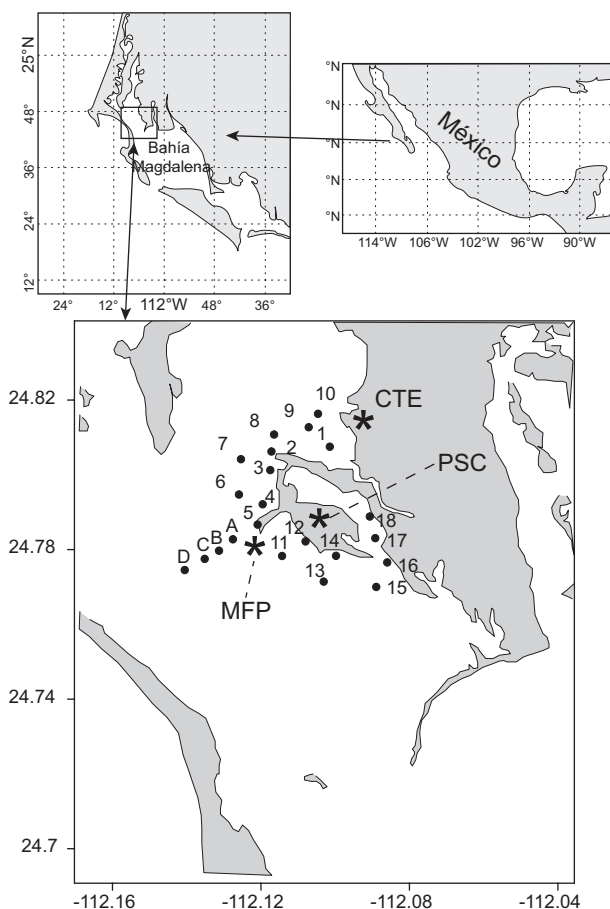 25°N
48°
36°
24°
12°
Bahía
Magdalena
24°
12°
112°W
48°
36°
°N
°N
°N
°N
°N
México
114°W
106°W
102°W
96°W
90°W
24.82
24.78
24.74
24.7
10
9
8
1
CTE
7
2
3
PSC
6
4
5
12
18
A
B
C
D
11
14
17
16
13
15
MFP
-112.16
-112.12
-112.08
-112.04